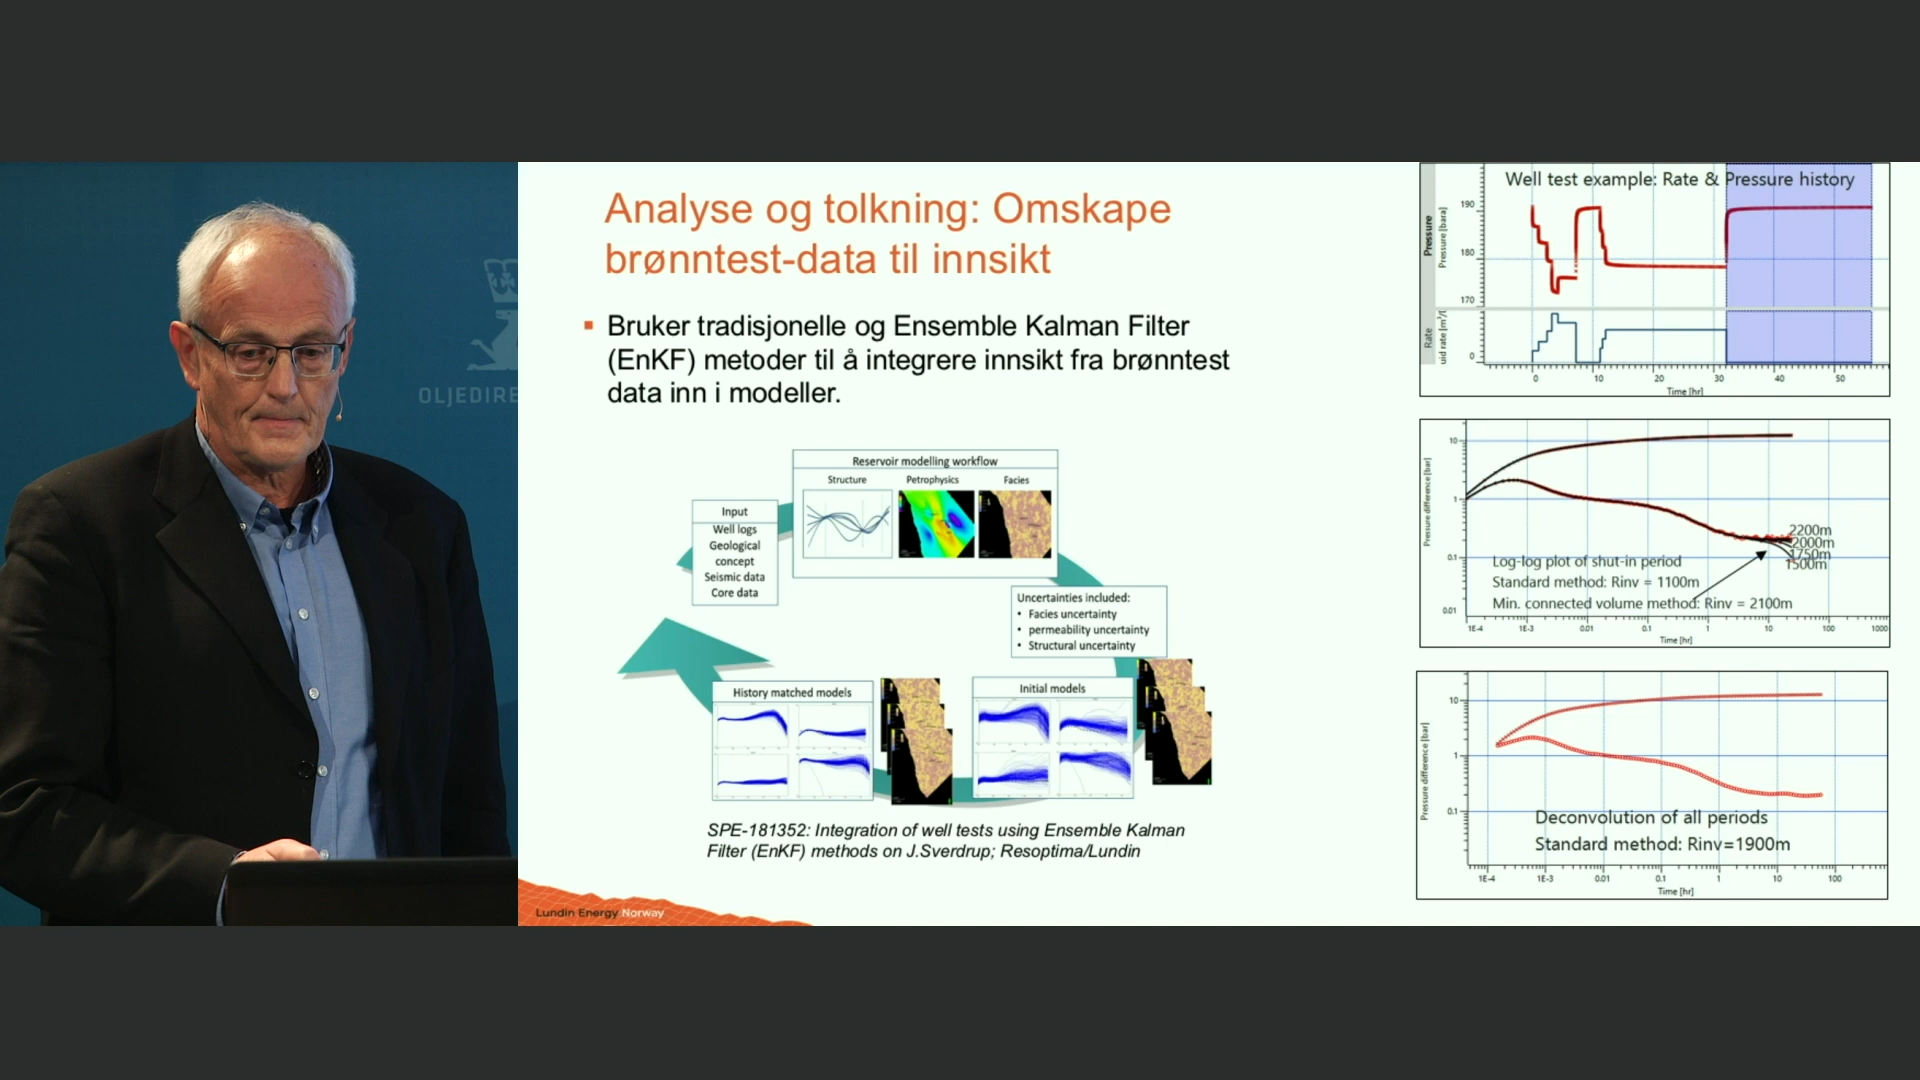 OLJEDIRE
Analyse og tolkning: Omskape
brønntest-data til innsikt
Bruker tradisjonelle og Ensemble Kalman Filter
(EnKF) metoder til å integrere innsikt fra brønntest
data inn i modeller.
Reservoir modelling workflow
Structure Petrophysics Facies
Input
Well logs
Geological
concept
Seismic data
Core data
Uncertainties included:
• Facies uncertainty
• permeability uncertainty
• Structural uncertainty
History matched models
Initial models
SPE-181352: Integration of well tests using Ensemble Kalman
Filter (EnKF) methods on J.Sverdrup; Resoptima/Lundin
Lundin Energy Norway
Well test example: Rate & Pressure history
Pressure
Pressure [bara]
190
180
170
Rate
0
0 10 20 30 40 50
Time [hr]
Pressure difference [bar]
10
1
0.1
0.01
2200m
2000m
1750m
1500m
Log-log plot of shut-in period
Standard method: Rinv = 1100m
Min. connected volume method: Rinv = 2100m
1E-4 1E-3 0.01 0.1 1 10 100 1000
Time [hr]
Pressure difference [bar]
10
1
0.1
Deconvolution of all periods
Standard method: Rinv=1900m
1E-4 1E-3 0.01 0.1 1 10 100
Time [hr]